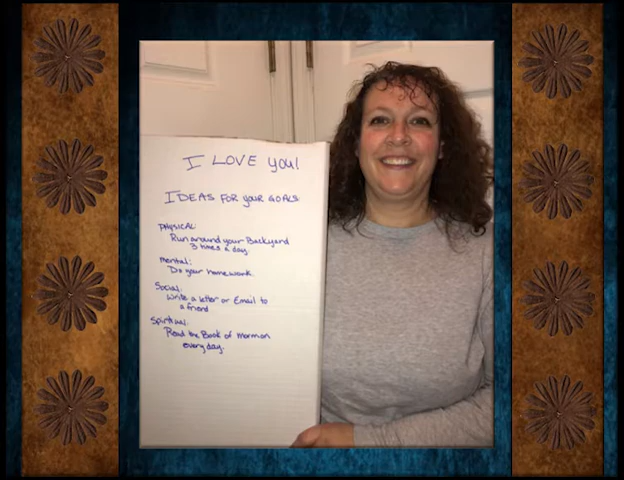 I LOVE YOU!
IDEAS FOR YOUR GOALS
PHYSICAL
Run around your Backyard
3 times a day.
Mental:
Do your homework.
Social:
Write a letter or Email to
a friend
Spiritual:
Read the Book of Mormon
every day.